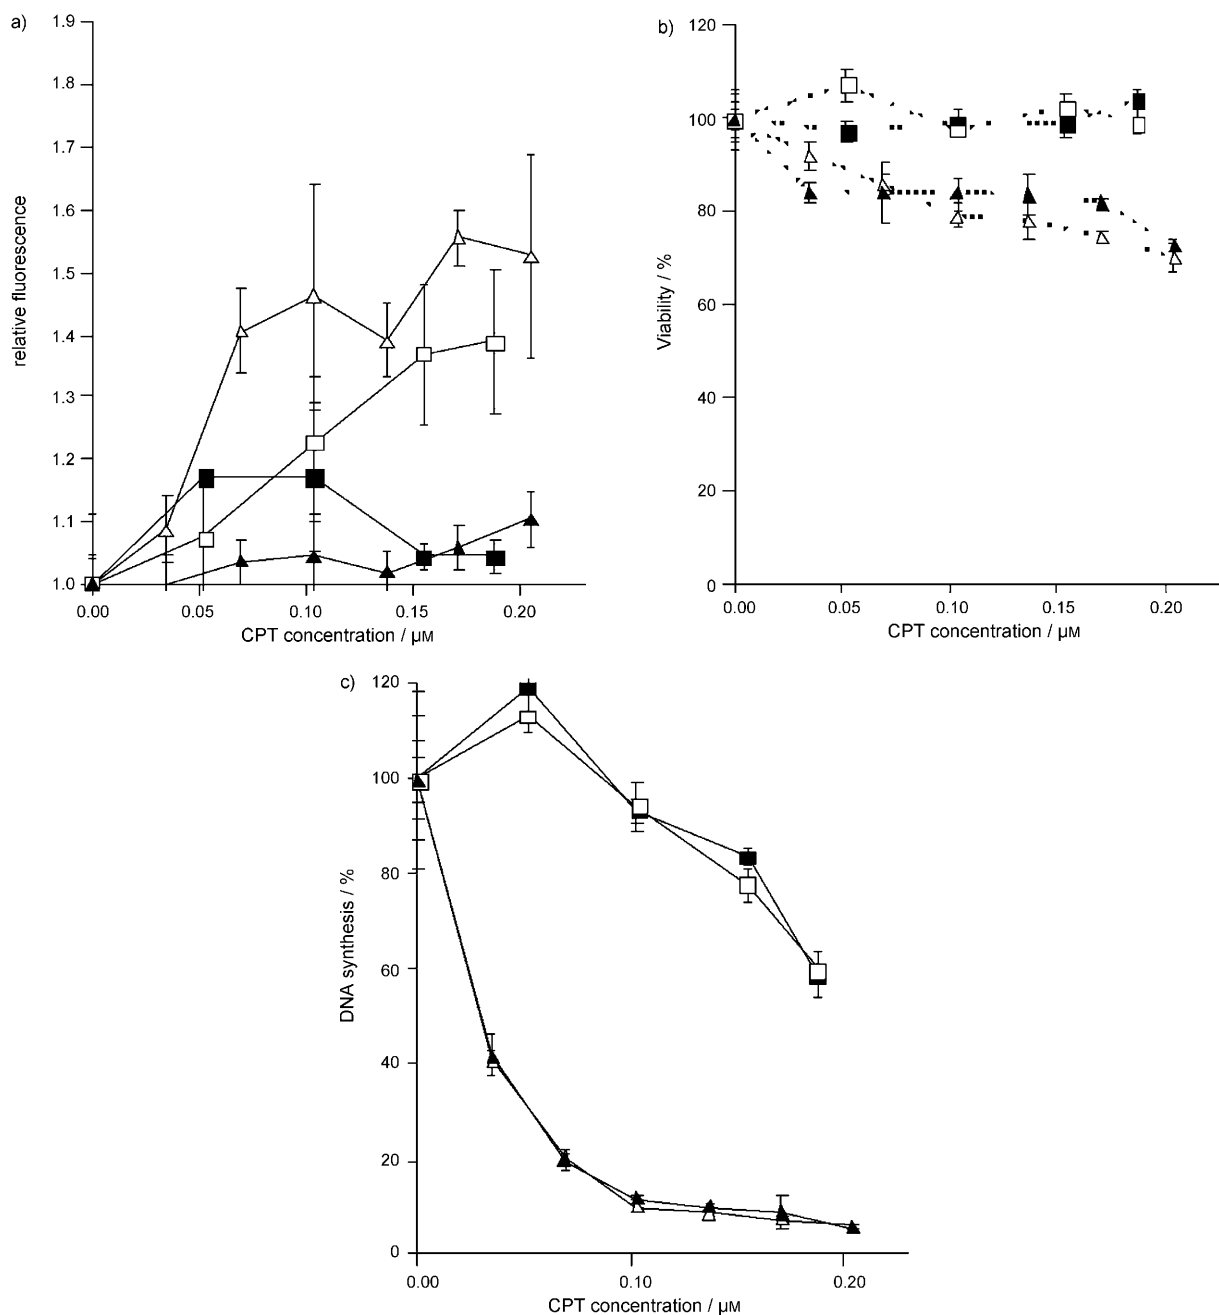 a)
1.9
1.8
1.7
1.6
1.5
1.4
1.3
1.2
1.1
1.0
relative fluorescence
0.00 0.05 0.10 0.15 0.20
CPT concentration / μM
b)
120
100
80
60
40
20
0
Viability / %
0.00 0.05 0.10 0.15 0.20
CPT concentration / μM
c)
120
100
80
60
40
20
0
DNA synthesis / %
0.00 0.10 0.20
CPT concentration / μM